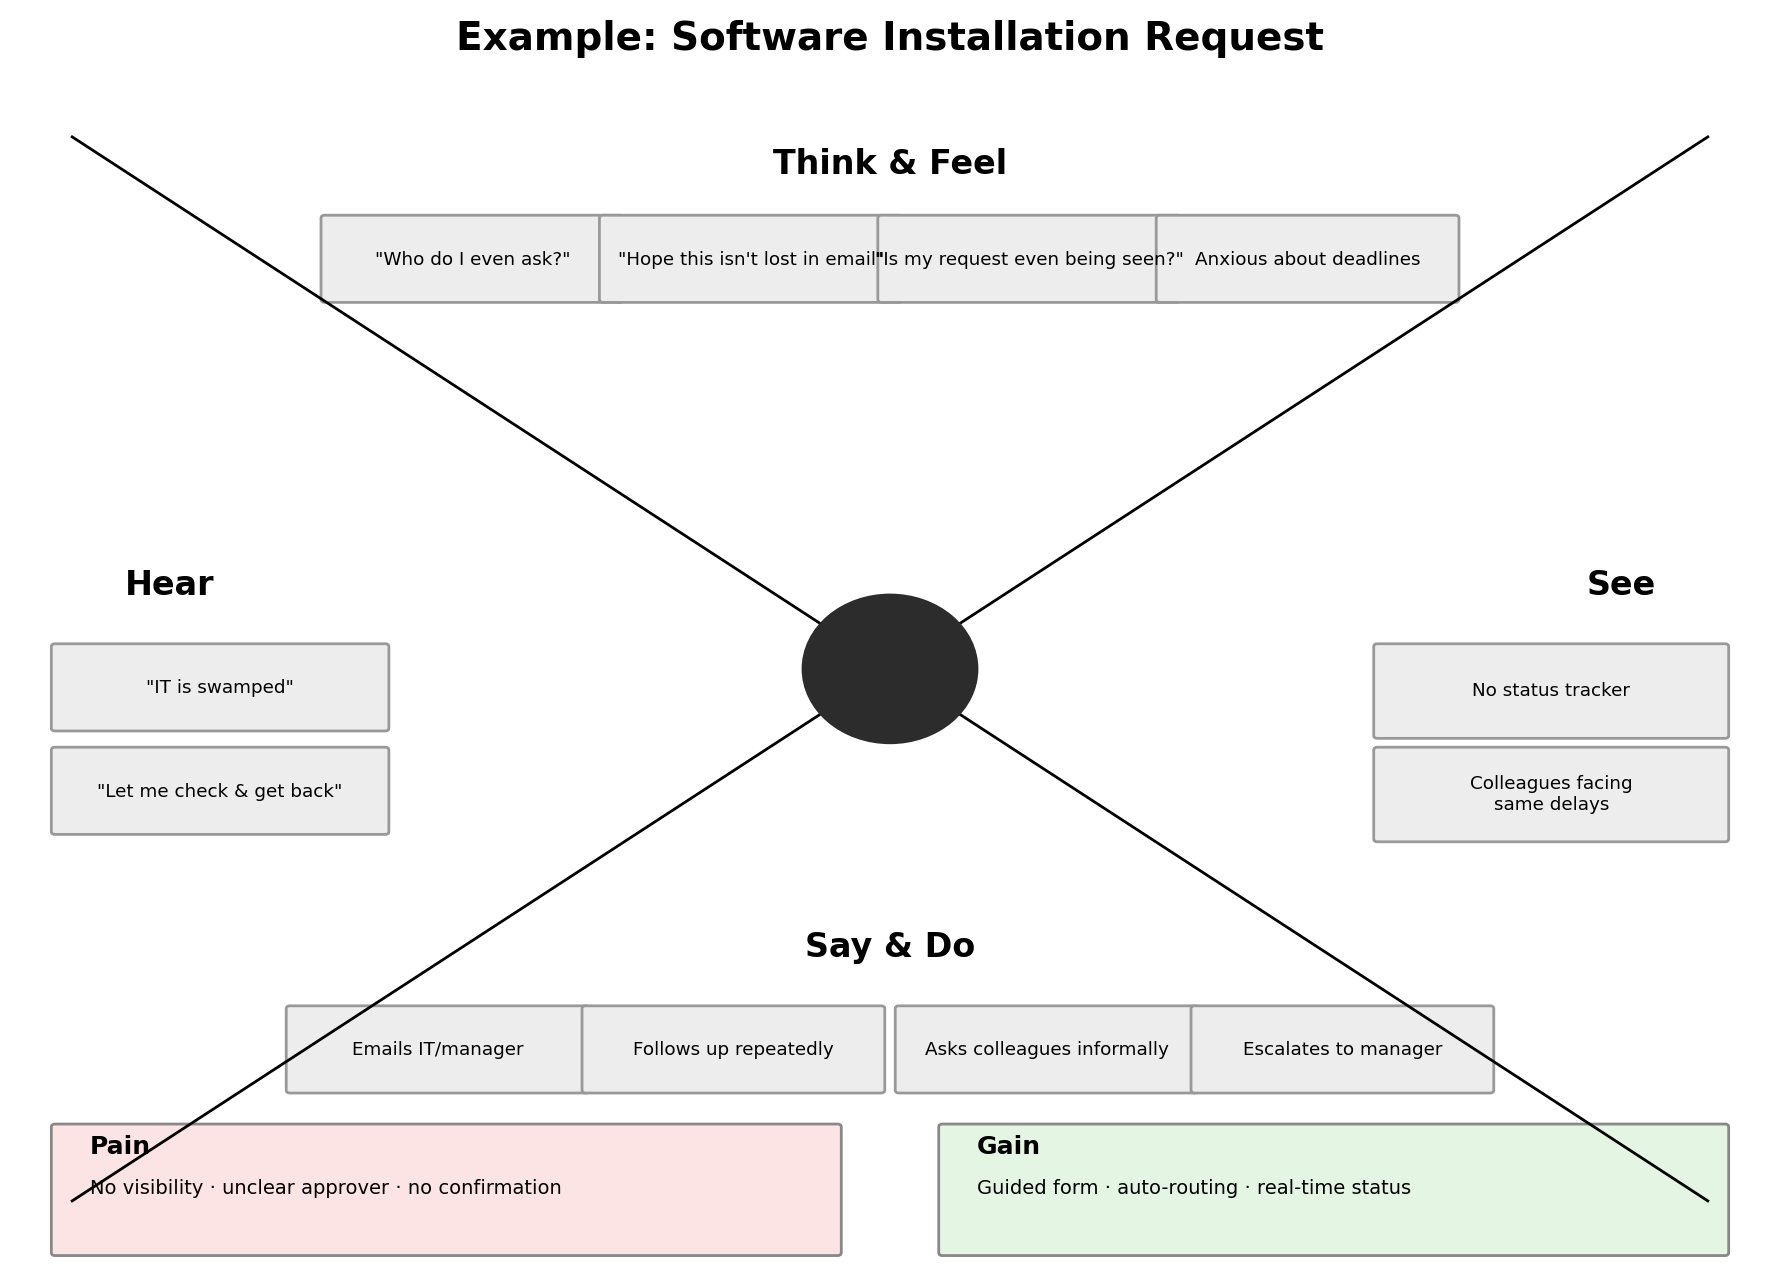 Example: Software Installation Request
Think & Feel
"Who do I even ask?"
"Hope this isn't lost in email"
"Is my request even being seen?"
Anxious about deadlines
Hear
See
"IT is swamped"
No status tracker
"Let me check & get back"
Colleagues facing
same delays
Say & Do
Emails IT/manager
Follows up repeatedly
Asks colleagues informally
Escalates to manager
Pain
No visibility · unclear approver · no confirmation
Gain
Guided form · auto-routing · real-time status